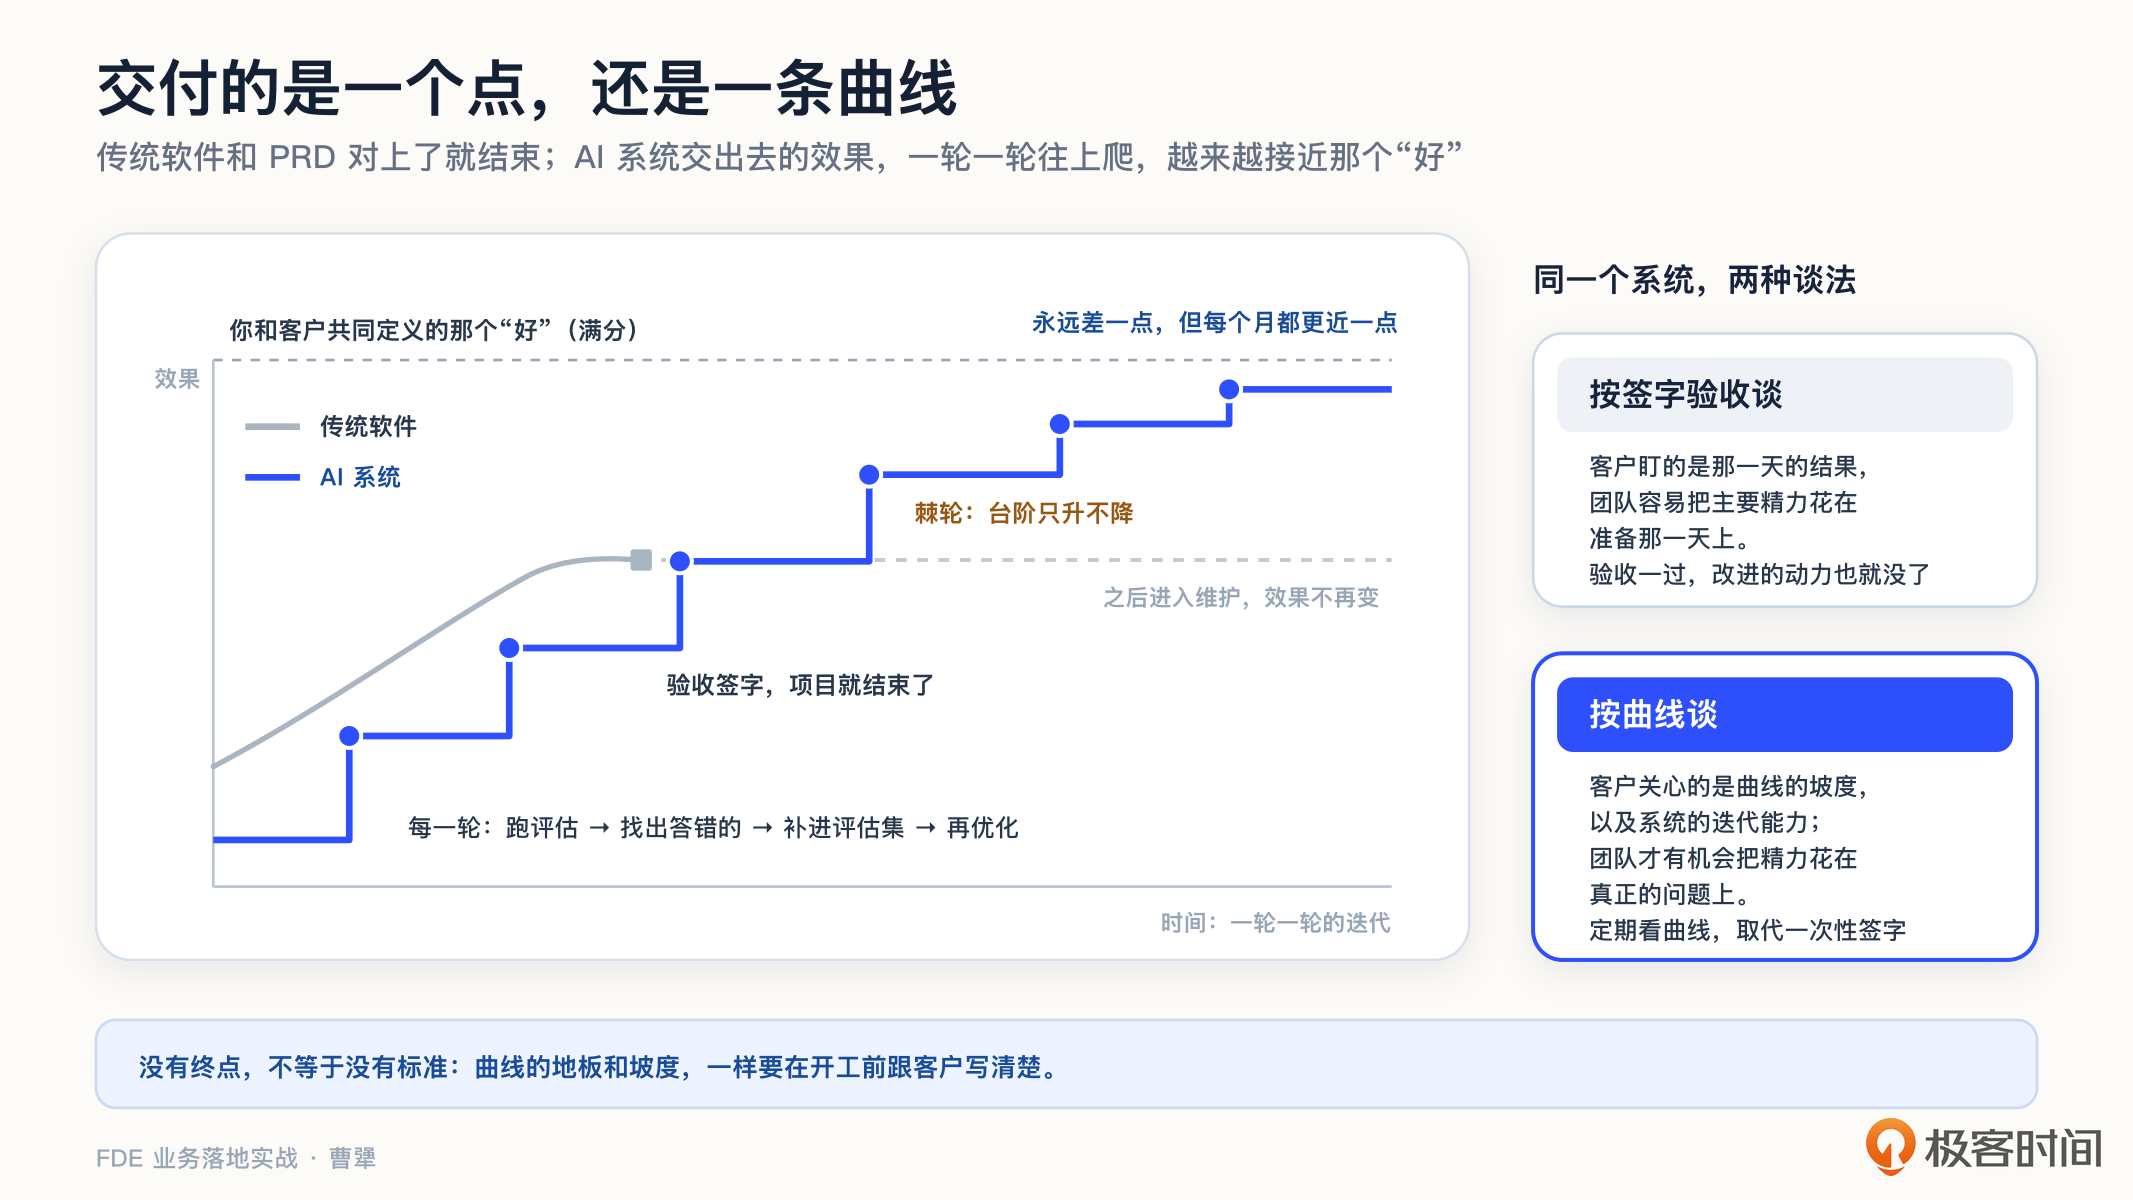 交付的是一个点，还是一条曲线
传统软件和 PRD 对上了就结束；AI 系统交出去的效果，一轮一轮往上爬，越来越接近那个“好”
你和客户共同定义的那个“好”（满分）
永远差一点，但每个月都更近一点
效果
传统软件
AI 系统
棘轮：台阶只升不降
之后进入维护，效果不再变
验收签字，项目就结束了
每一轮：跑评估 → 找出答错的 → 补进评估集 → 再优化
时间：一轮一轮的迭代
同一个系统，两种谈法
按签字验收谈
客户盯的是那一天的结果，
团队容易把主要精力花在
准备那一天上。
验收一过，改进的动力也就没了
按曲线谈
客户关心的是曲线的坡度，
以及系统的迭代能力；
团队才有机会把精力花在
真正的问题上。
定期看曲线，取代一次性签字
没有终点，不等于没有标准：曲线的地板和坡度，一样要在开工前跟客户写清楚。
FDE 业务落地实战 · 曹犟
极客时间